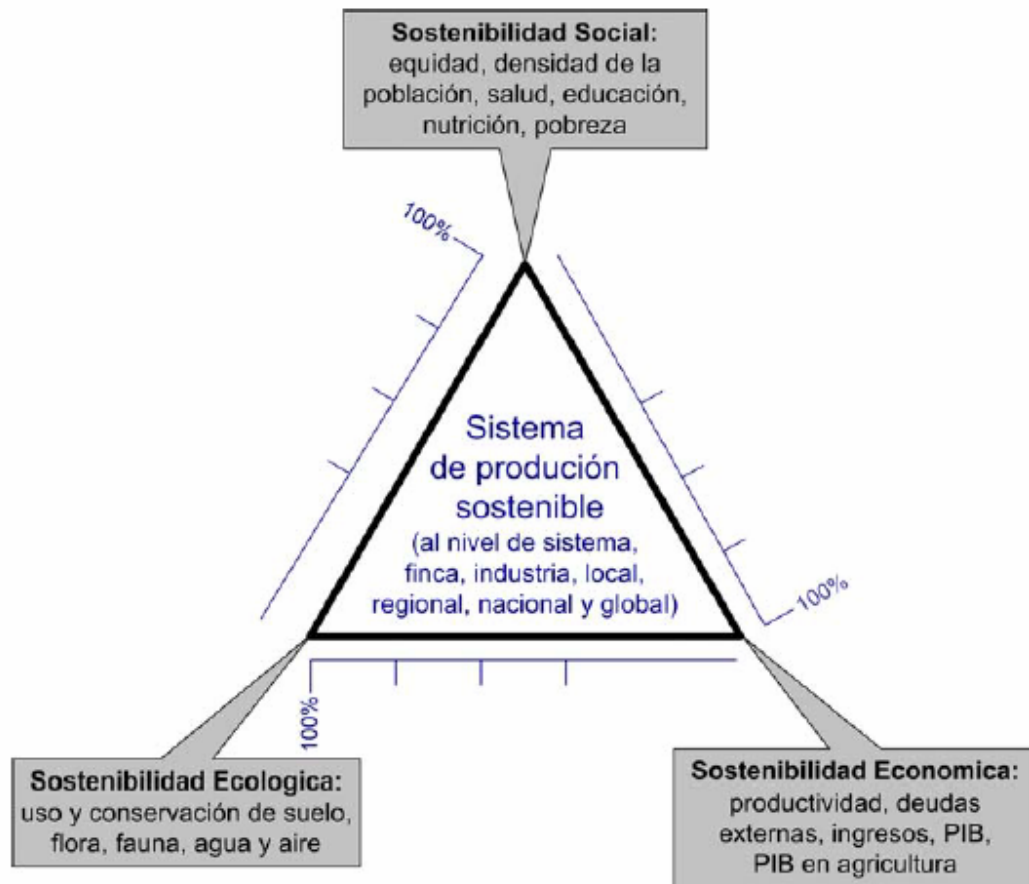 Sostenibilidad Social:
equidad, densidad de la
población, salud, educación,
nutrición, pobreza
100%
Sistema
de produción
sostenible
(al nivel de sistema,
finca, industria, local,
regional, nacional y global)
100%
100%
Sostenibilidad Ecologica:
uso y conservación de suelo,
flora, fauna, agua y aire
Sostenibilidad Economica:
productividad, deudas
externas, ingresos, PIB,
PIB en agricultura